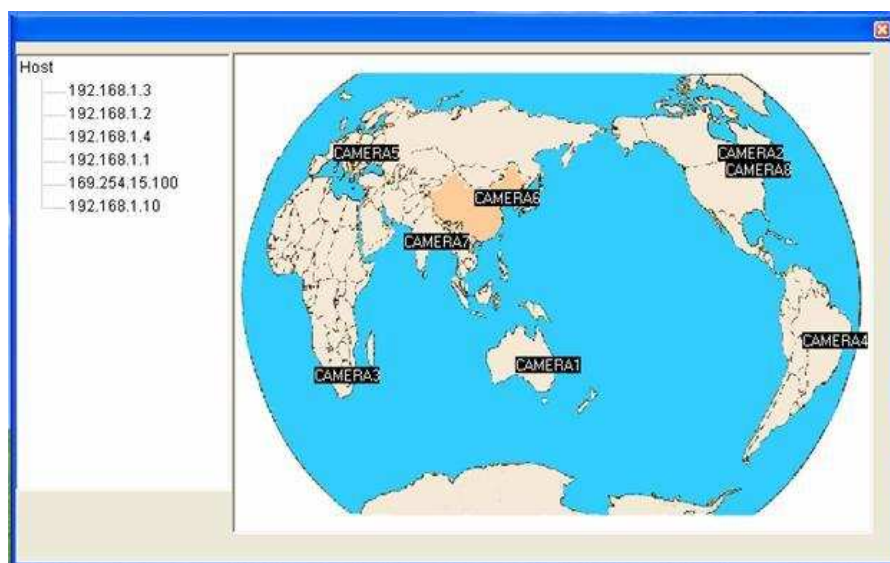 Host
192.168.1.3
192.168.1.2
192.168.1.4
192.168.1.1
169.254.15.100
192.168.1.10
CAMERA5
CAMERA2
CAMERA8
CAMERA6
CAMERA7
CAMERA4
CAMERA1
CAMERA3